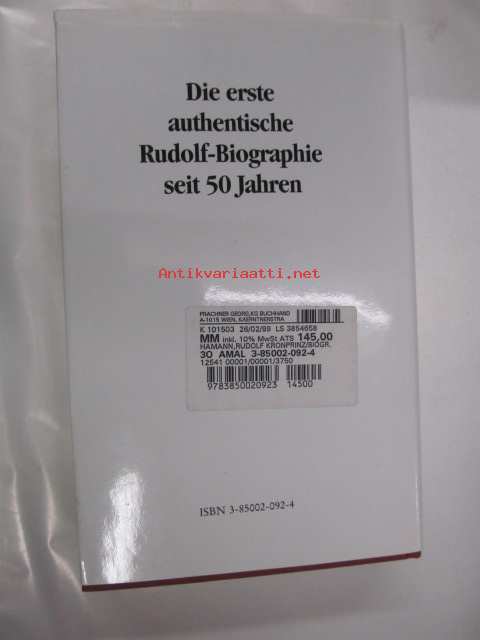 Die erste
authentische
Rudolf-Biographie
seit 50 Jahren
Antikvariaatti.net
PRACHNER GEORG,KG BUCHHAND
A-1015 WIEN, KAERNTNERSTRA
K 101503 26/02/99 LS 3854658
MM inkl. 10% MwSt ATS 145,00
HAMANN,RUDOLF KRONPRINZ/BIOGR.
3O AMAL 3-85002-092-4
12541 00001/00001/3750
9783850020923 14500
ISBN 3-85002-092-4